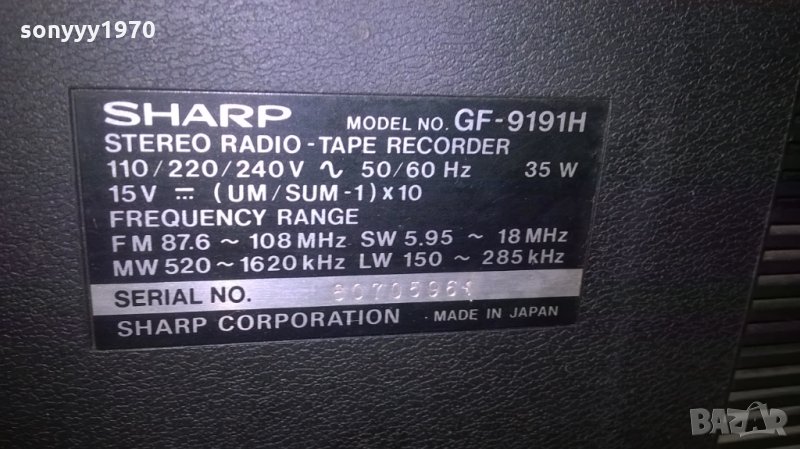 sonyyy1970
SHARP MODEL NO. GF-9191H
STEREO RADIO - TAPE RECORDER
110/220/240V ∿ 50/60 Hz 35 W
15V ⎓ (UM/SUM-1) x 10
FREQUENCY RANGE
FM 87.6 ~ 108 MHz SW 5.95 ~ 18 MHz
MW 520 ~ 1620 kHz LW 150 ~ 285 kHz
SERIAL NO.
SHARP CORPORATION · MADE IN JAPAN
BAZAR